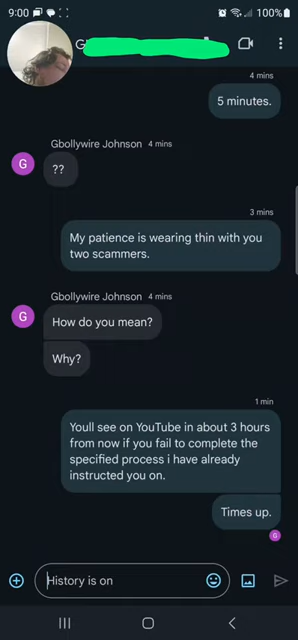 9:00 100%
G
4 mins
5 minutes.
Gbollywire Johnson 4 mins
G
??
3 mins
My patience is wearing thin with you
two scammers.
Gbollywire Johnson 4 mins
G
How do you mean?
Why?
1 min
Youll see on YouTube in about 3 hours
from now if you fail to complete the
specified process i have already
instructed you on.
Times up.
G
History is on